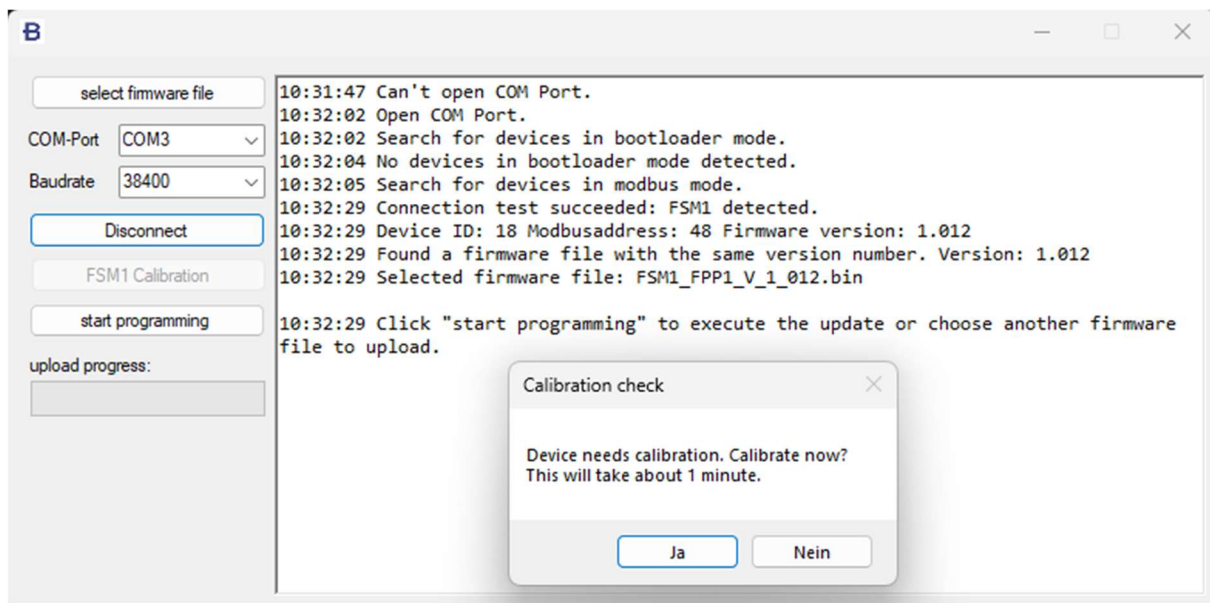 B
select firmware file
COM-Port COM3
Baudrate 38400
Disconnect
FSM1 Calibration
start programming
upload progress:
10:31:47 Can't open COM Port.
10:32:02 Open COM Port.
10:32:02 Search for devices in bootloader mode.
10:32:04 No devices in bootloader mode detected.
10:32:05 Search for devices in modbus mode.
10:32:29 Connection test succeeded: FSM1 detected.
10:32:29 Device ID: 18 Modbusaddress: 48 Firmware version: 1.012
10:32:29 Found a firmware file with the same version number. Version: 1.012
10:32:29 Selected firmware file: FSM1_FPP1_V_1_012.bin
10:32:29 Click "start programming" to execute the update or choose another firmware
file to upload.
Calibration check
Device needs calibration. Calibrate now?
This will take about 1 minute.
Ja Nein